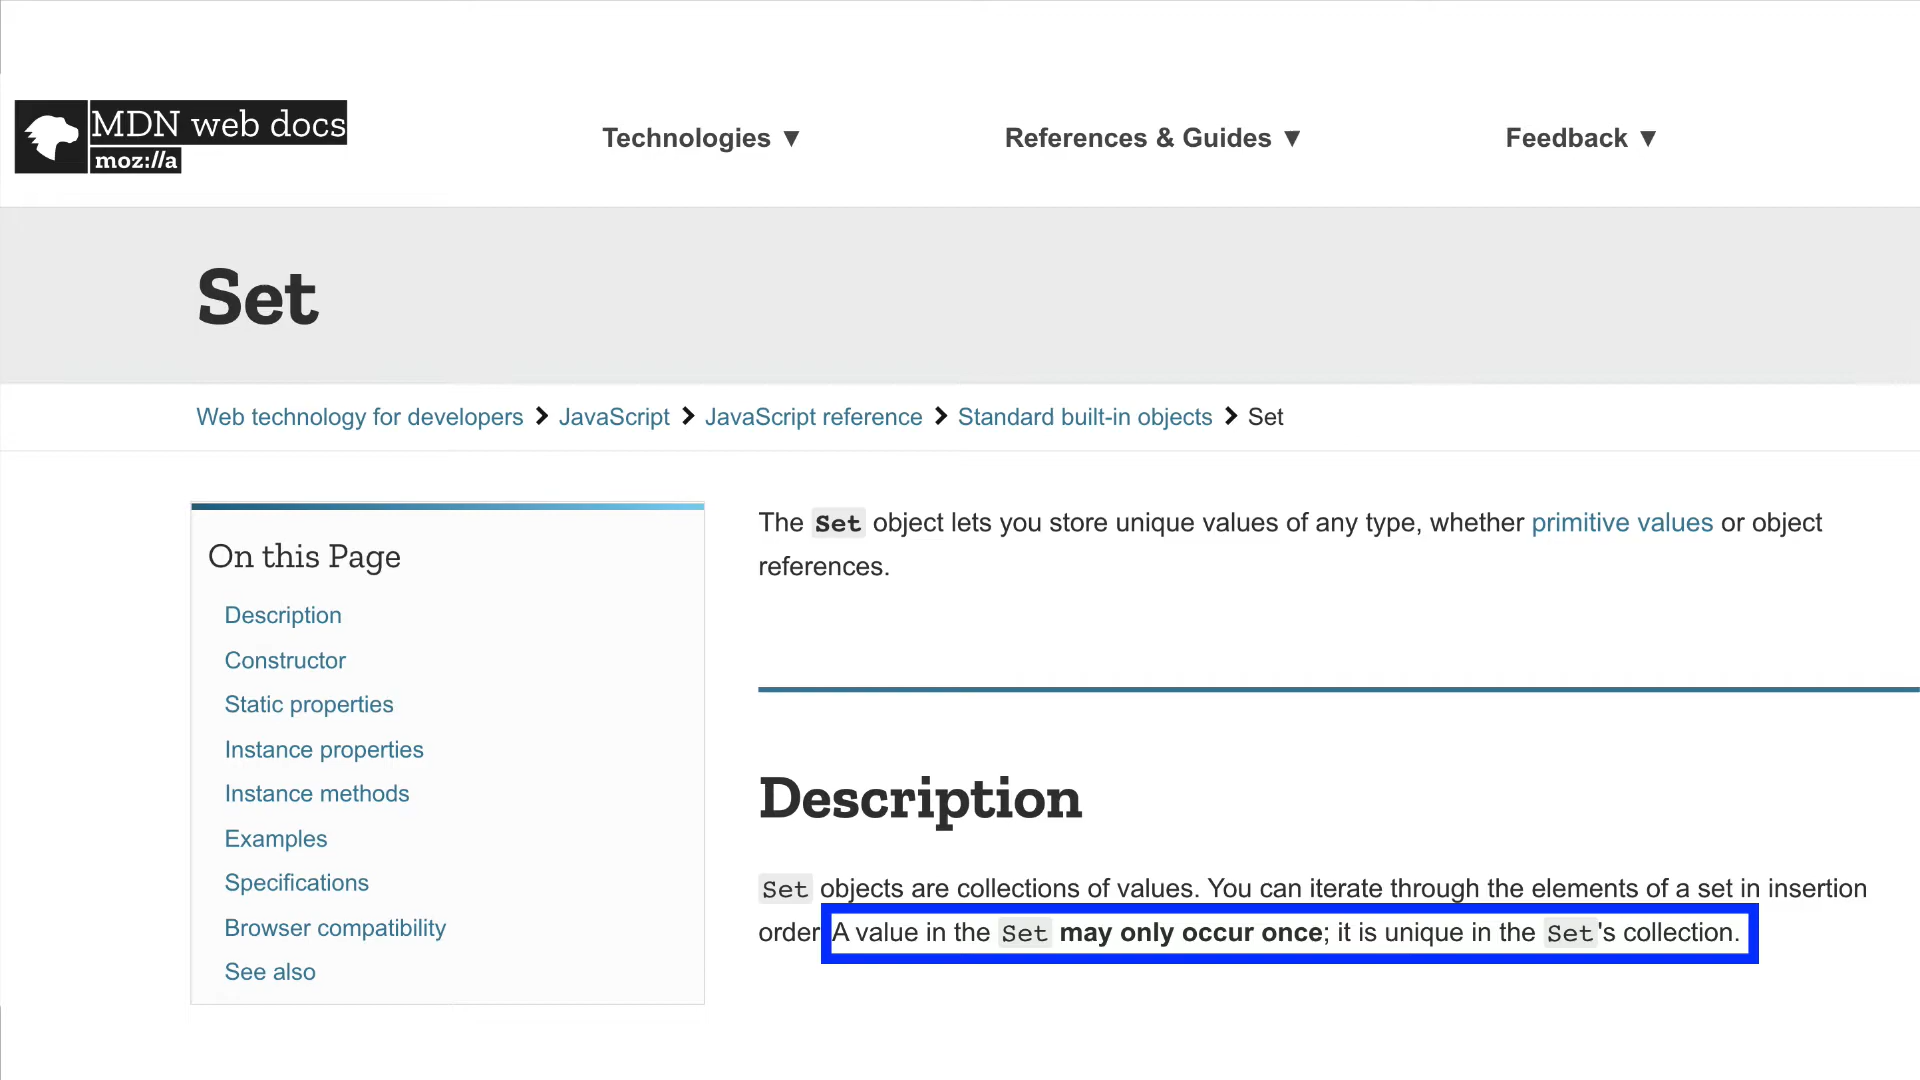 MDN web docs
moz://a
Technologies ▼
References & Guides ▼
Feedback ▼
Set
Web technology for developers > JavaScript > JavaScript reference > Standard built-in objects > Set
On this Page
Description
Constructor
Static properties
Instance properties
Instance methods
Examples
Specifications
Browser compatibility
See also
The Set object lets you store unique values of any type, whether primitive values or object
references.
Description
Set objects are collections of values. You can iterate through the elements of a set in insertion
order A value in the Set may only occur once; it is unique in the Set's collection.